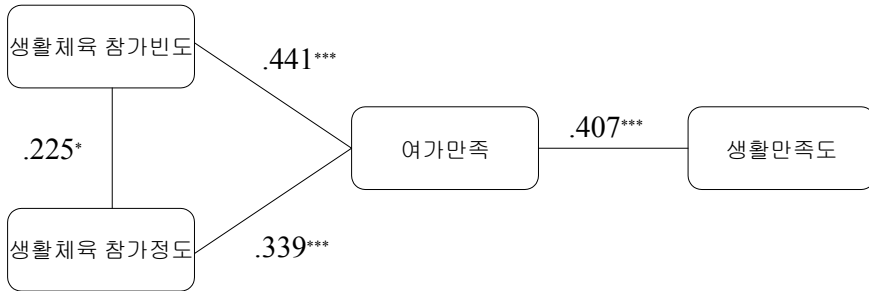 생활체육 참가빈도
.441***
.225*
여가만족
.407***
생활만족도
생활체육 참가정도
.339***